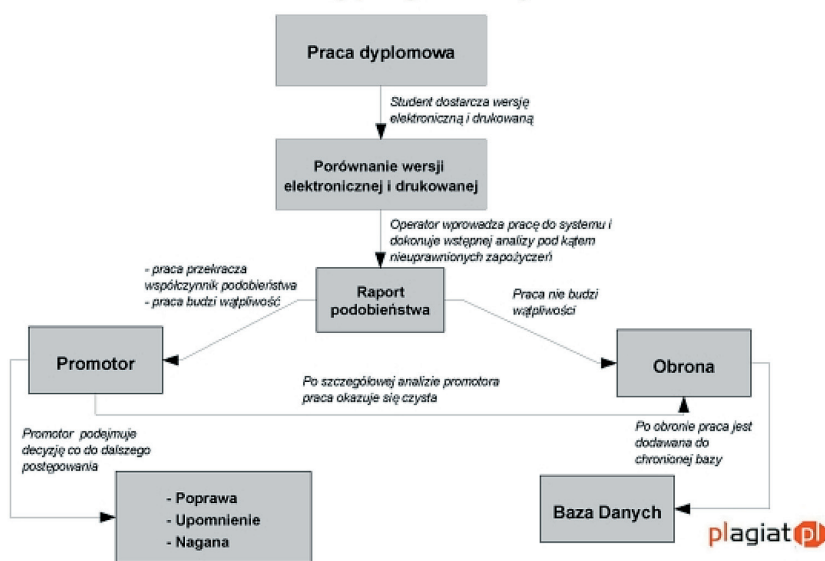 Praca dyplomowa
Student dostarcza wersję
elektroniczną i drukowaną
Porównanie wersji
elektronicznej i drukowanej
Operator wprowadza pracę do systemu i
dokonuje wstępnej analizy pod kątem
nieuprawnionych zapożyczeń
- praca przekracza
współczynnik podobieństwa
- praca budzi wątpliwość
Raport
podobieństwa
Praca nie budzi
wątpliwości
Promotor
Obrona
Po szczegółowej analizie promotora
praca okazuje się czysta
Promotor podejmuje
decyzję co do dalszego
postępowania
Po obronie praca jest
dodawana do
chronionej bazy
- Poprawa
- Upomnienie
- Nagana
Baza Danych
plagiat pl